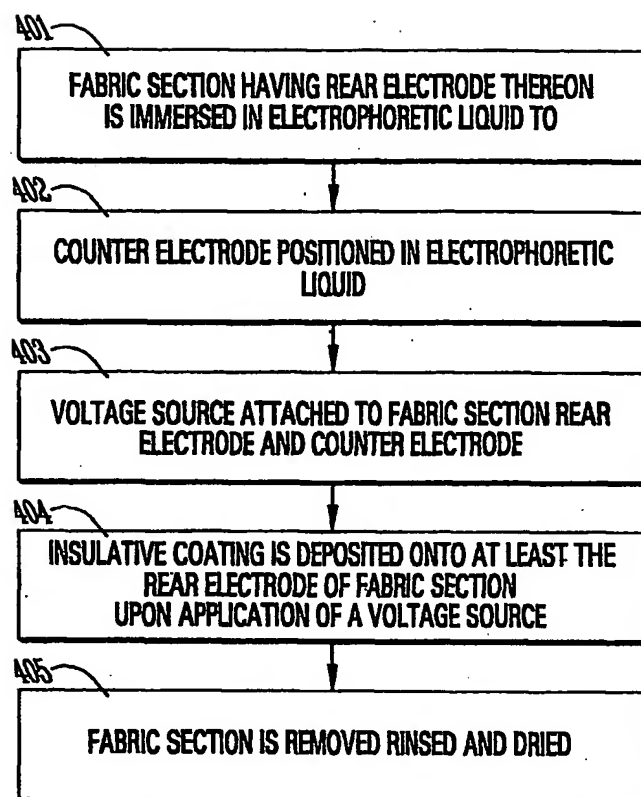 401
FABRIC SECTION HAVING REAR ELECTRODE THEREON
IS IMMERSED IN ELECTROPHORETIC LIQUID TO
402
COUNTER ELECTRODE POSITIONED IN ELECTROPHORETIC
LIQUID
403
VOLTAGE SOURCE ATTACHED TO FABRIC SECTION REAR
ELECTRODE AND COUNTER ELECTRODE
404
INSULATIVE COATING IS DEPOSITED ONTO AT LEAST THE
REAR ELECTRODE OF FABRIC SECTION
UPON APPLICATION OF A VOLTAGE SOURCE
405
FABRIC SECTION IS REMOVED RINSED AND DRIED